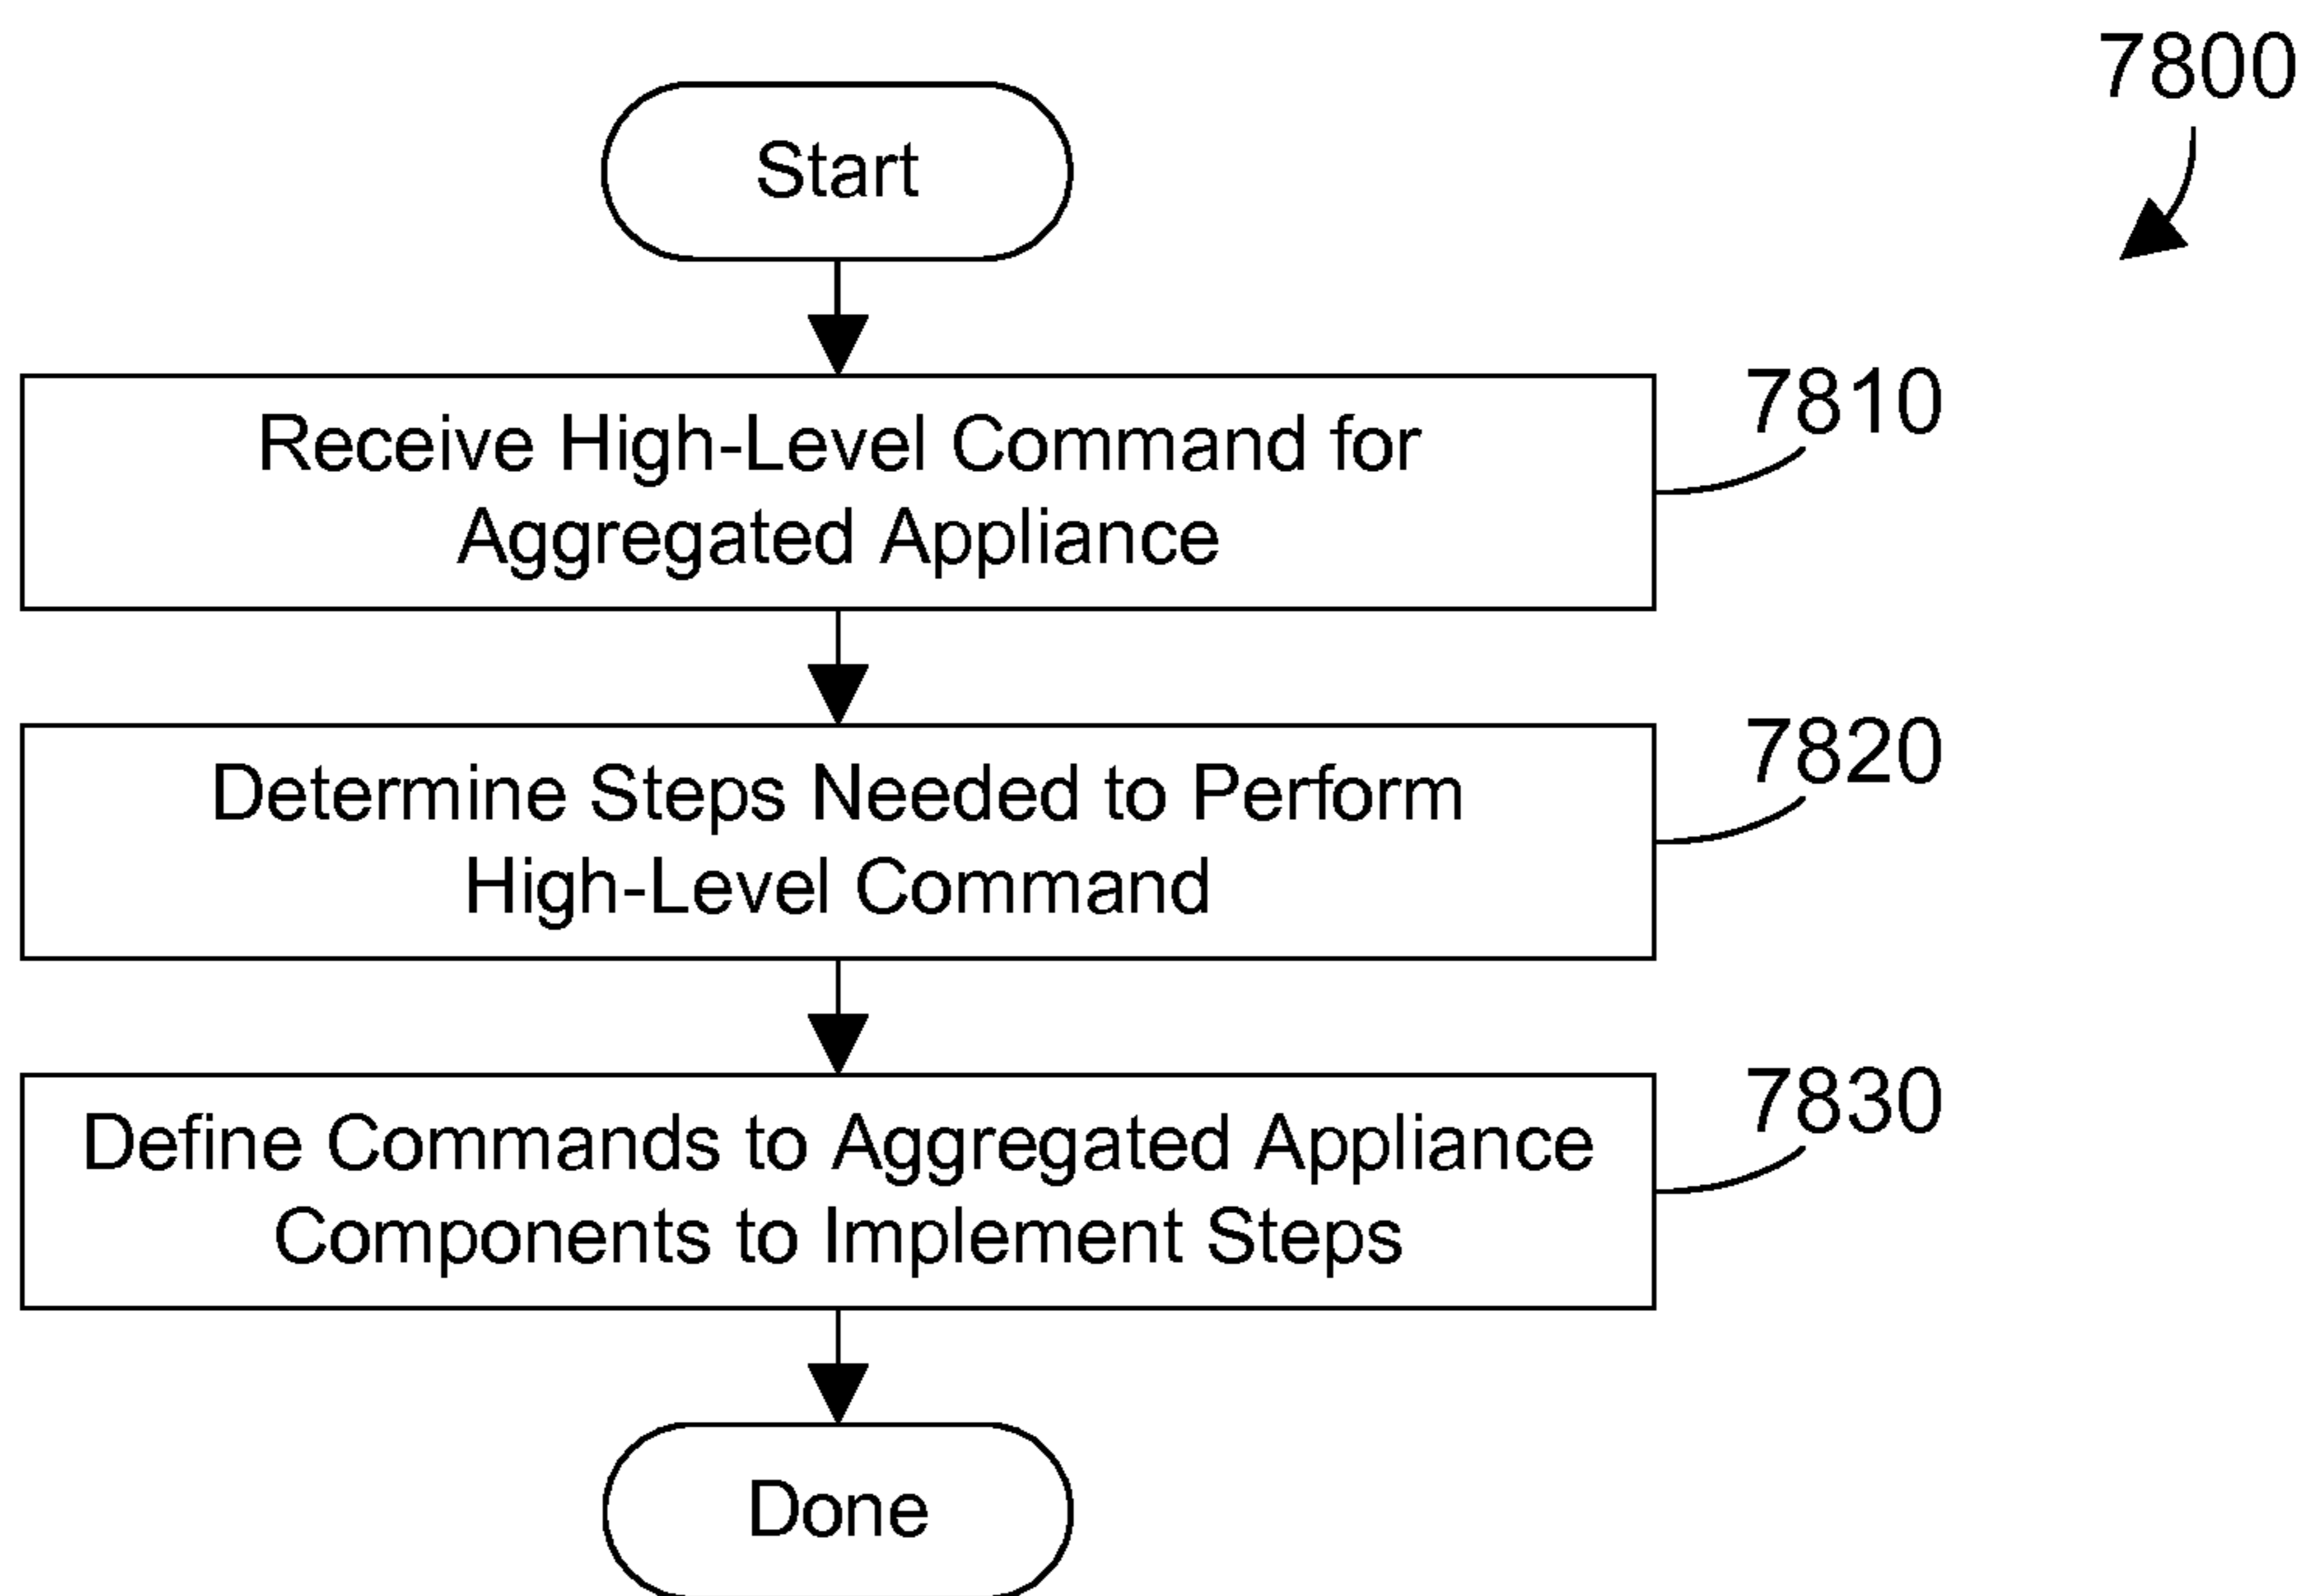 7800
Start
Receive High-Level Command for
Aggregated Appliance
7810
Determine Steps Needed to Perform
High-Level Command
7820
Define Commands to Aggregated Appliance
Components to Implement Steps
7830
Done